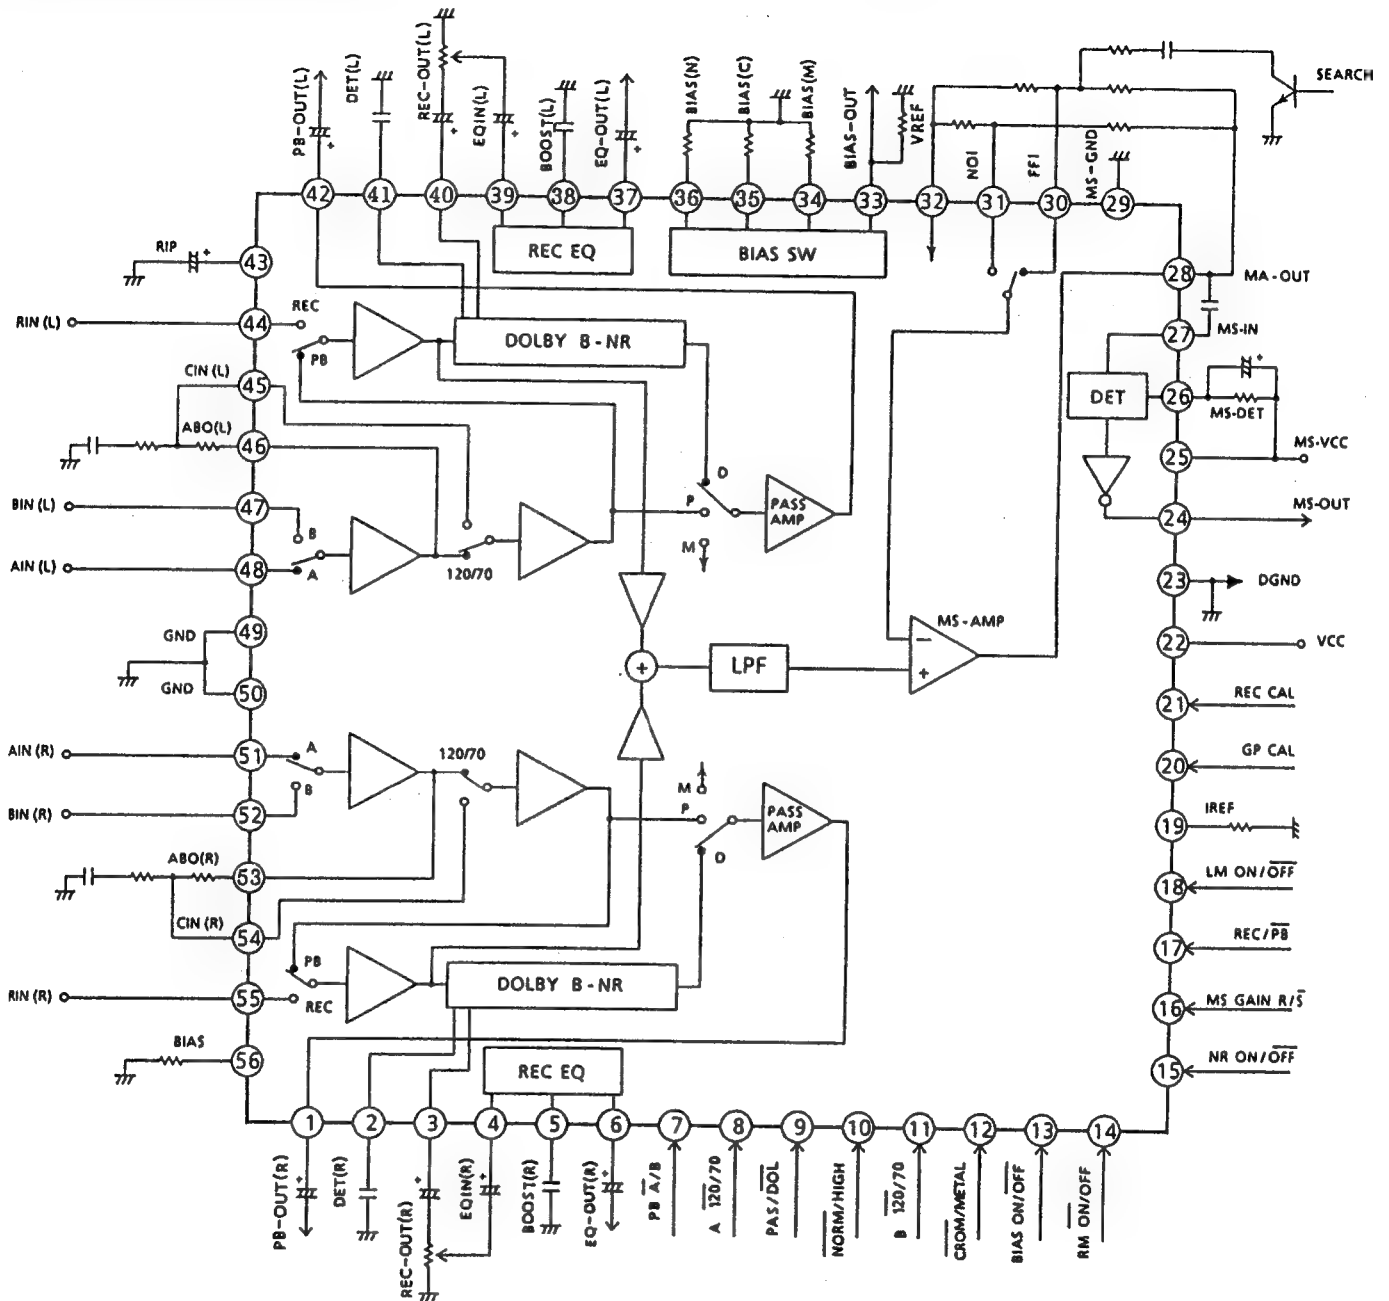 PB-OUT(L)
DET(L)
REC-OUT(L)
EQIN(L)
BOOST(L)
EQ-OUT(L)
BIAS(N)
BIAS(C)
BIAS(M)
BIAS-OUT
VREF
NOI
FFI
MS-GND
SEARCH
42
41
40
39
38
37
36
35
34
33
32
31
30
29
REC EQ
BIAS SW
RIP
43
28
MA-OUT
RIN (L)
44
REC
PB
DOLBY B-NR
27
MS-IN
CIN (L)
45
DET
26
MS-DET
ABO(L)
46
25
MS-VCC
BIN (L)
47
B
D
P
M
PASS
AMP
24
MS-OUT
AIN (L)
48
A
120/70
23
DGND
GND
49
MS-AMP
22
VCC
+
LPF
−
+
GND
50
21
REC CAL
AIN (R)
51
A
120/70
M
P
D
PASS
AMP
20
GP CAL
BIN (R)
52
B
19
IREF
ABO(R)
53
18
LM ON/OFF
CIN (R)
54
17
REC/PB
PB
DOLBY B-NR
RIN (R)
55
REC
16
MS GAIN R/S
BIAS
56
REC EQ
15
NR ON/OFF
1
2
3
4
5
6
7
8
9
10
11
12
13
14
PB-OUT(R)
DET(R)
REC-OUT(R)
EQIN(R)
BOOST(R)
EQ-OUT(R)
PB A/B
A 120/70
PAS/DOL
NORM/HIGH
B 120/70
CROM/METAL
BIAS ON/OFF
RM ON/OFF